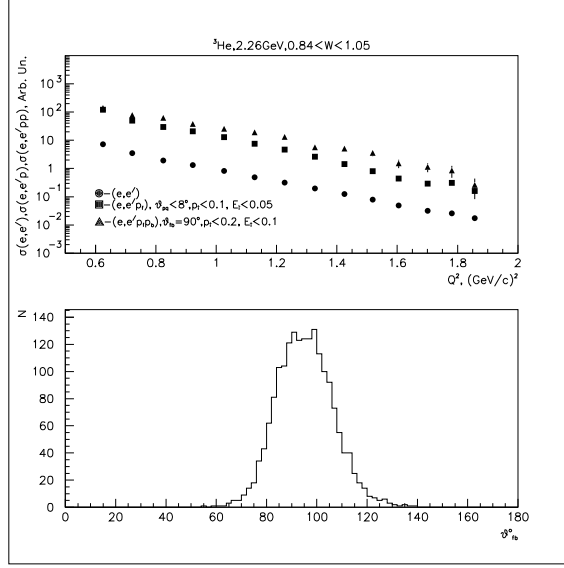 ³He,2.26GeV,0.84<W<1.05
σ(e,e′),σ(e,e′p),σ(e,e′pp), Arb. Un.
10³
10²
10
1
10⁻¹
10⁻²
10⁻³
●-(e,e′)
■-(e,e′p_f), ϑ_pq<8°,p_f<0.1, E_f<0.05
▲-(e,e′p_f p_b),ϑ_fb=90°,p_f<0.2, E_f<0.1
0.6 0.8 1 1.2 1.4 1.6 1.8 2
Q², (GeV/c)²
N
140
120
100
80
60
40
20
0
0 20 40 60 80 100 120 140 160 180
ϑ°_fb